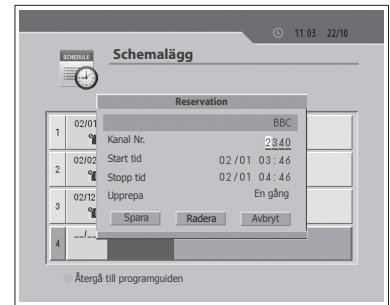 11:03 22/10
SCHEDULE
Schemalägg
Reservation
BBC
1 02/01
Kanal Nr. 2340
Start tid 02/01 03:46
2 02/02
Stopp tid 02/01 04:46
Upprepa En gång
3 02/12
Spara Radera Avbryt
4 --/--
Återgå till programguiden